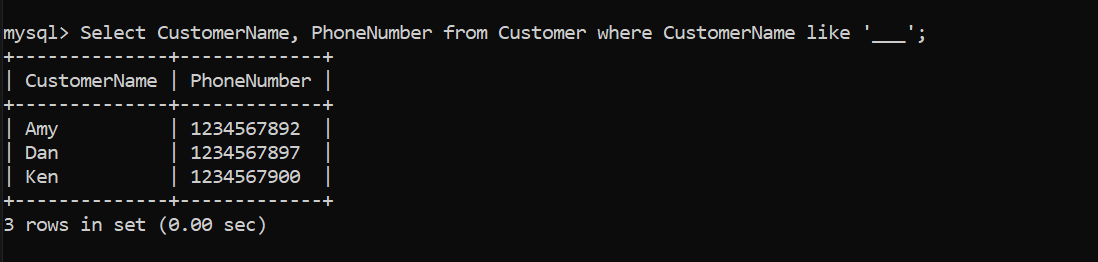 mysql> Select CustomerName, PhoneNumber from Customer where CustomerName like '___';
+--------------+-------------+
| CustomerName | PhoneNumber |
+--------------+-------------+
| Amy          | 1234567892  |
| Dan          | 1234567897  |
| Ken          | 1234567900  |
+--------------+-------------+
3 rows in set (0.00 sec)